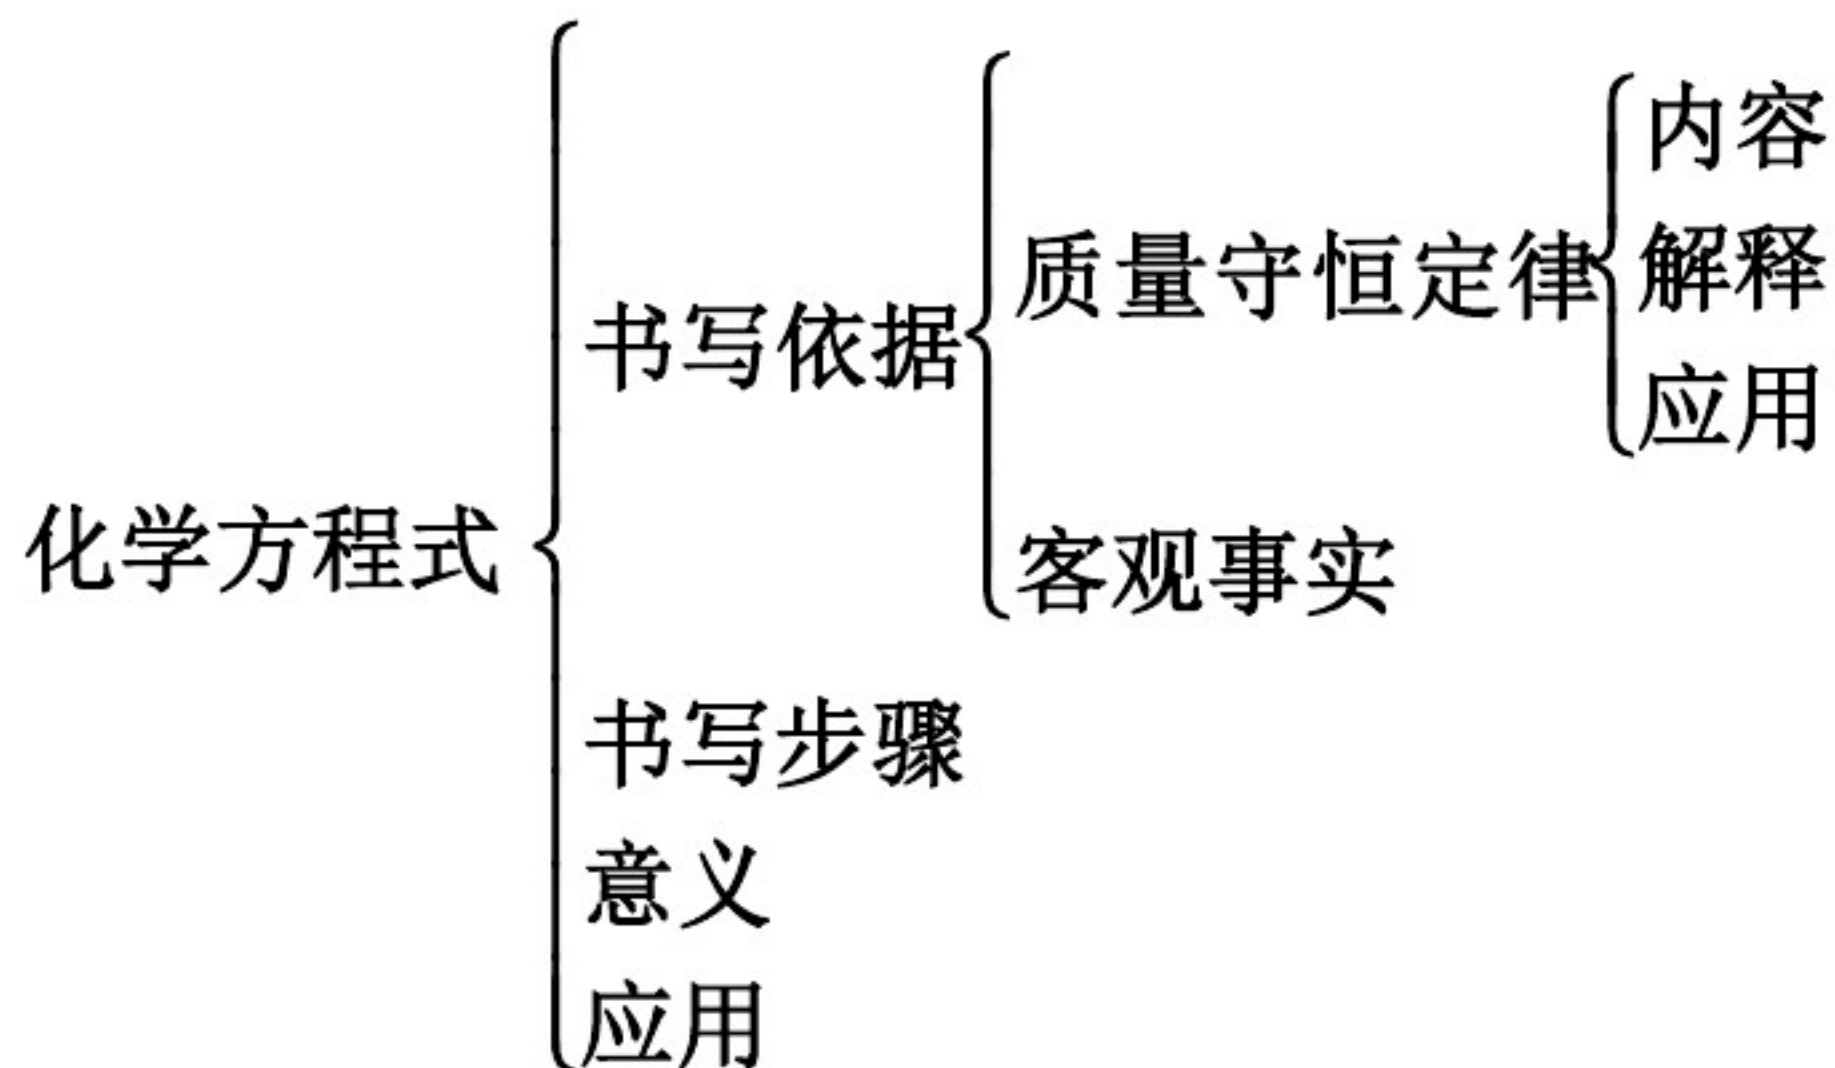 化学方程式
书写依据
质量守恒定律
内容
解释
应用
客观事实
书写步骤
意义
应用